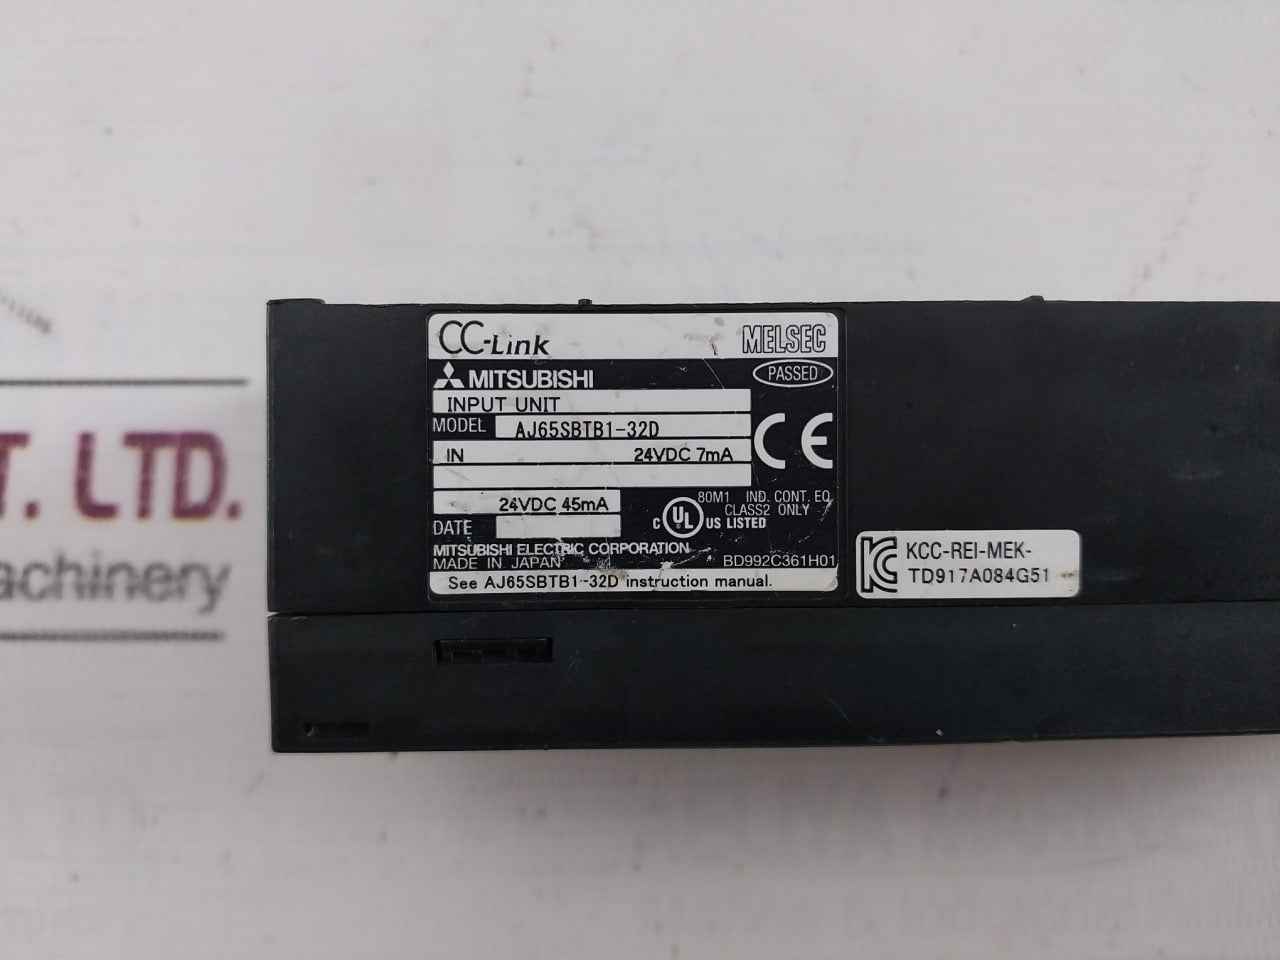 CC-Link MELSEC
MITSUBISHI PASSED
INPUT UNIT
MODEL AJ65SBTB1-32D
IN 24VDC 7mA
CE
24VDC 45mA
80M1 IND. CONT. EQ.
CLASS2 ONLY
DATE
C UL US LISTED
MITSUBISHI ELECTRIC CORPORATION
MADE IN JAPAN BD992C361H01
See AJ65SBTB1-32D instruction manual.
KCC-REI-MEK-
TD917A084G51
T. LTD.
achinery